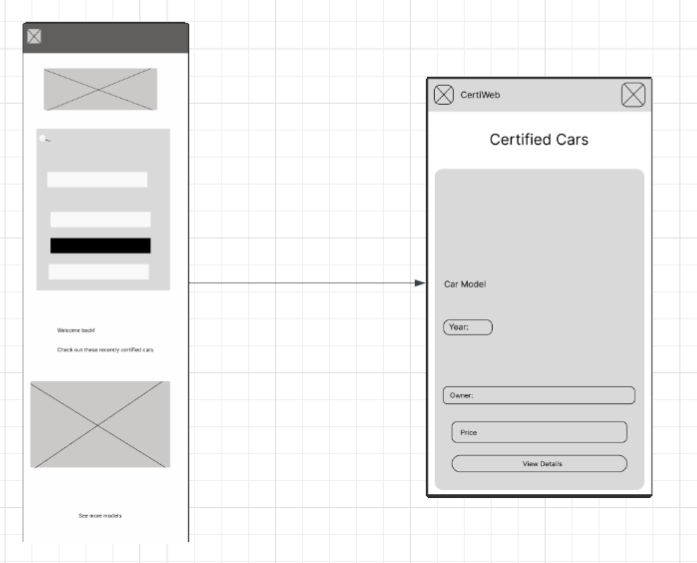 Welcome back!
Check out these recently certified cars
See more models
CertiWeb
Certified Cars
Car Model
Year:
Owner:
Price
View Details